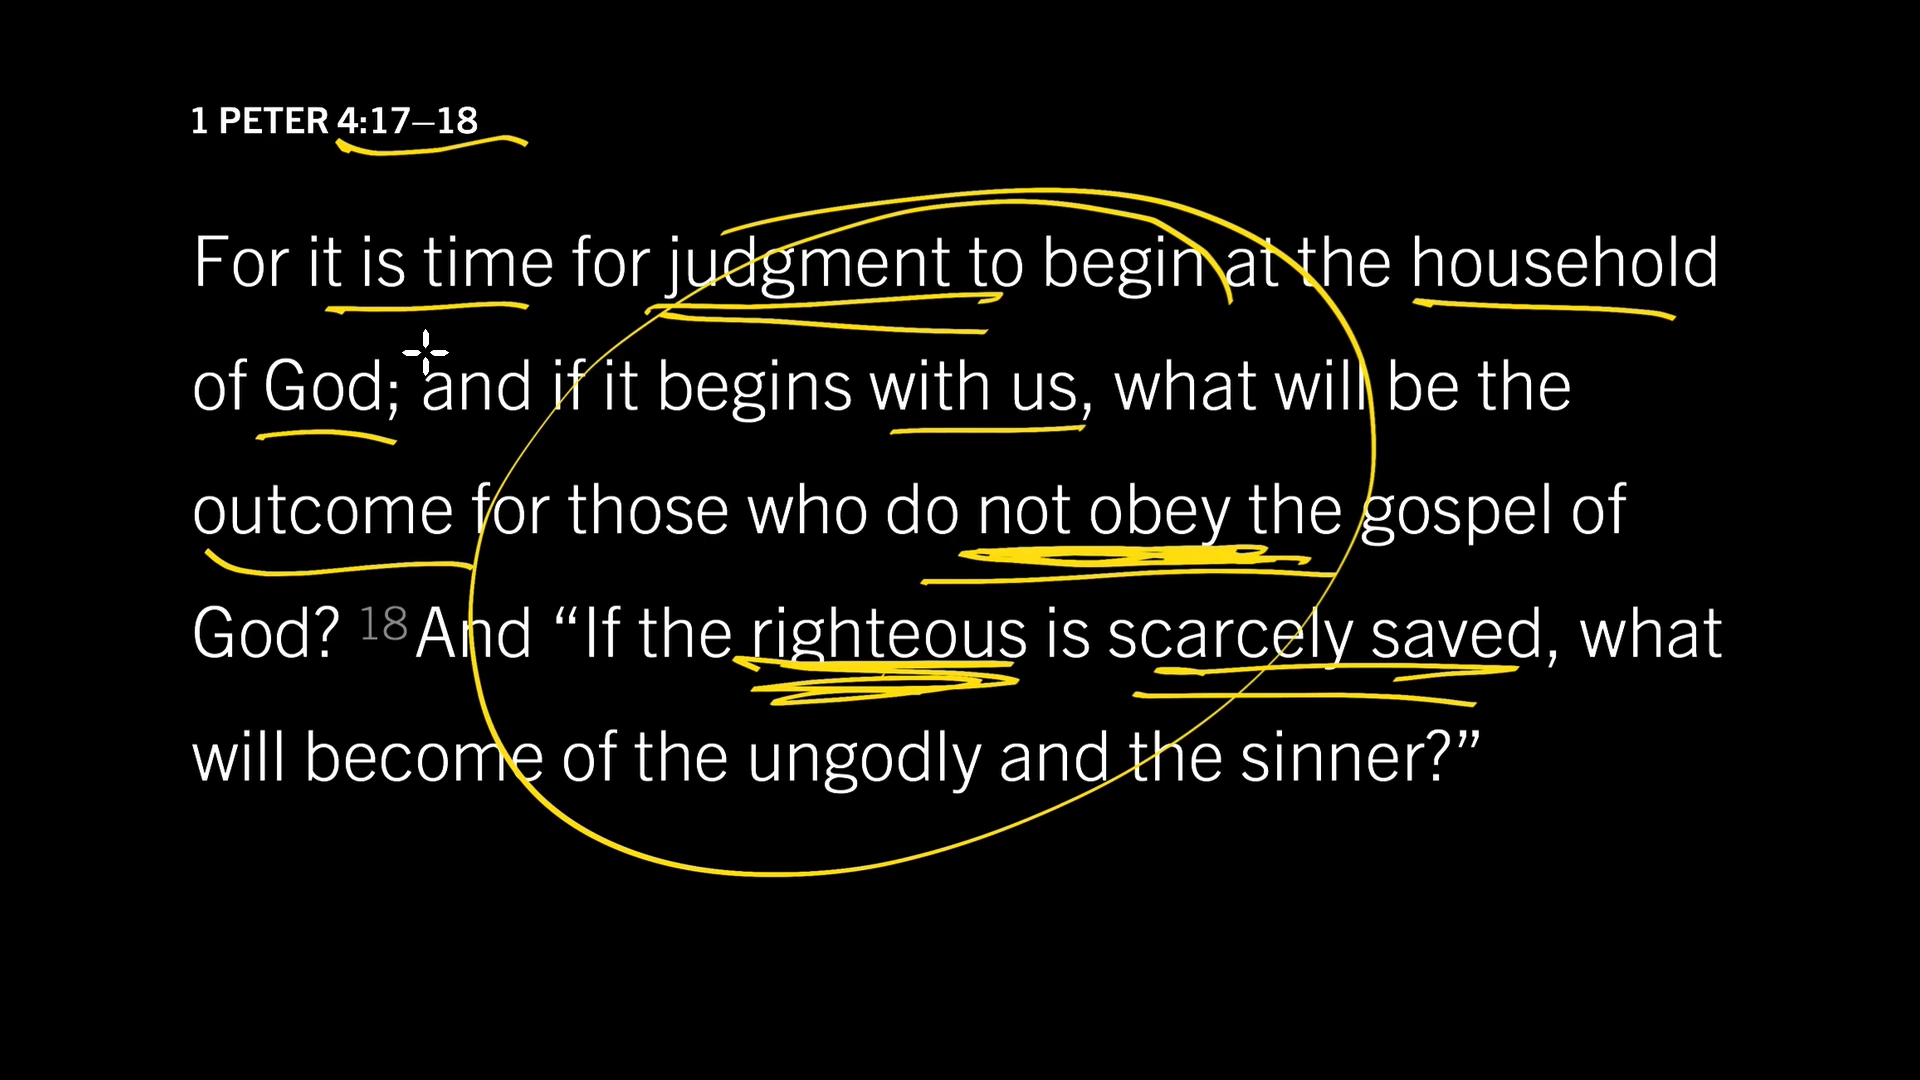 1 PETER 4:17–18
For it is time for judgment to begin at the household
of God; and if it begins with us, what will be the
outcome for those who do not obey the gospel of
God? 18 And “If the righteous is scarcely saved, what
will become of the ungodly and the sinner?”